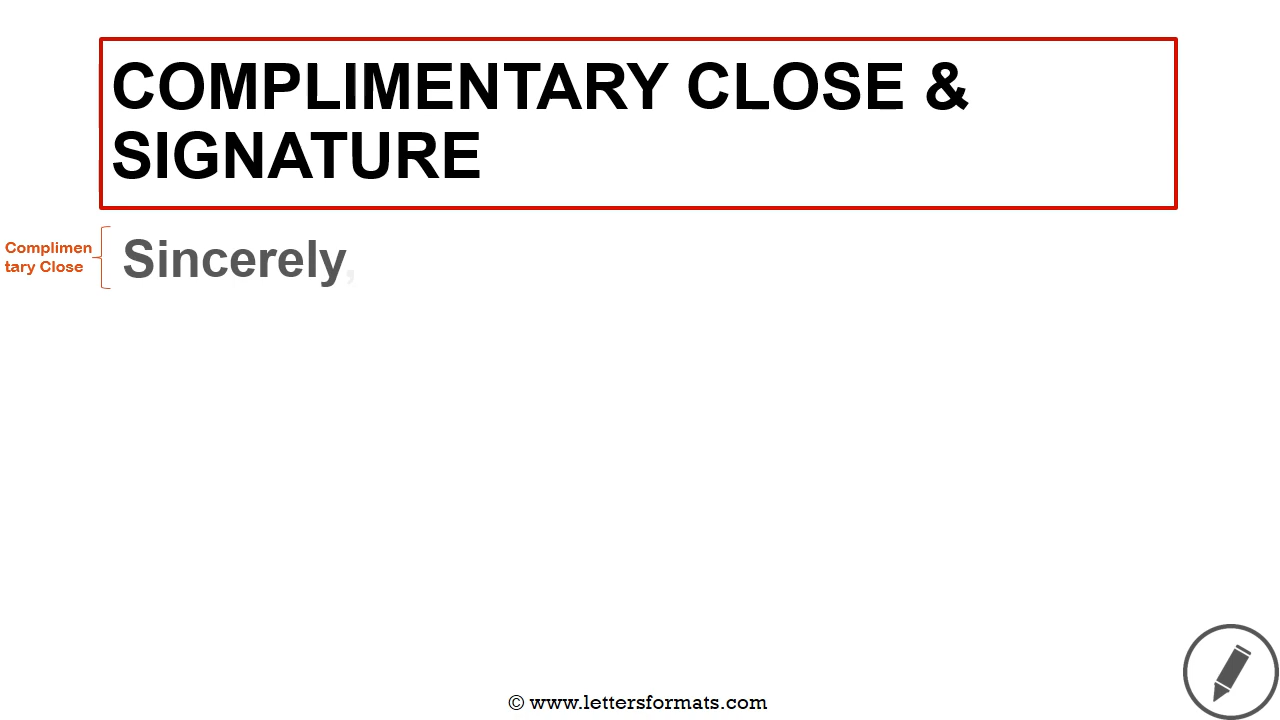 COMPLIMENTARY CLOSE &
SIGNATURE
Complimen
tary Close
Sincerely,
© www.lettersformats.com